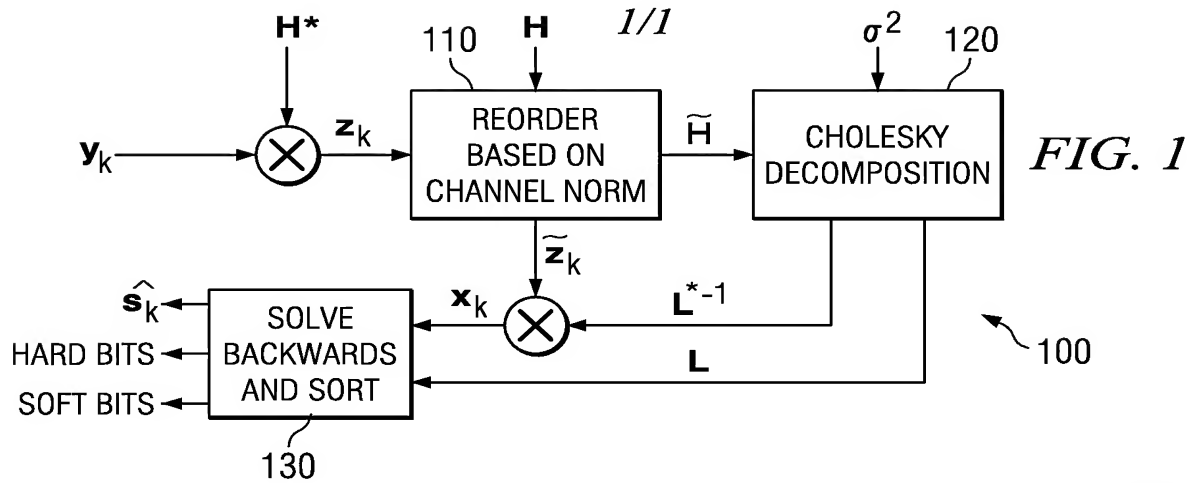 H*
H
1/1
σ²
110
120
y_k
z_k
REORDER
BASED ON
CHANNEL NORM
H̃
CHOLESKY
DECOMPOSITION
FIG. 1
z̃_k
ŝ_k
HARD BITS
SOFT BITS
SOLVE
BACKWARDS
AND SORT
x_k
L*-1
L
100
130